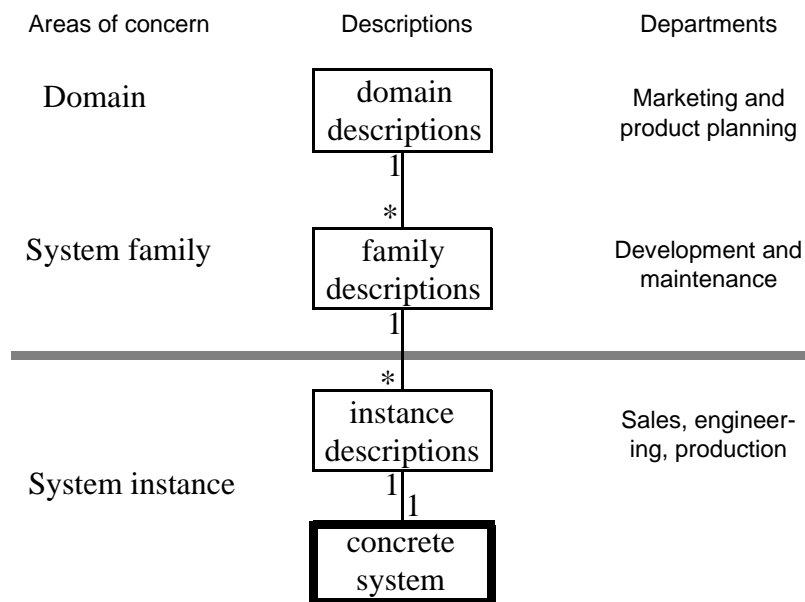 Areas of concern
Descriptions
Departments
Domain
domain
descriptions
Marketing and
product planning
1
*
System family
family
descriptions
Development and
maintenance
1
*
instance
descriptions
Sales, engineer-
ing, production
System instance
1
1
concrete
system